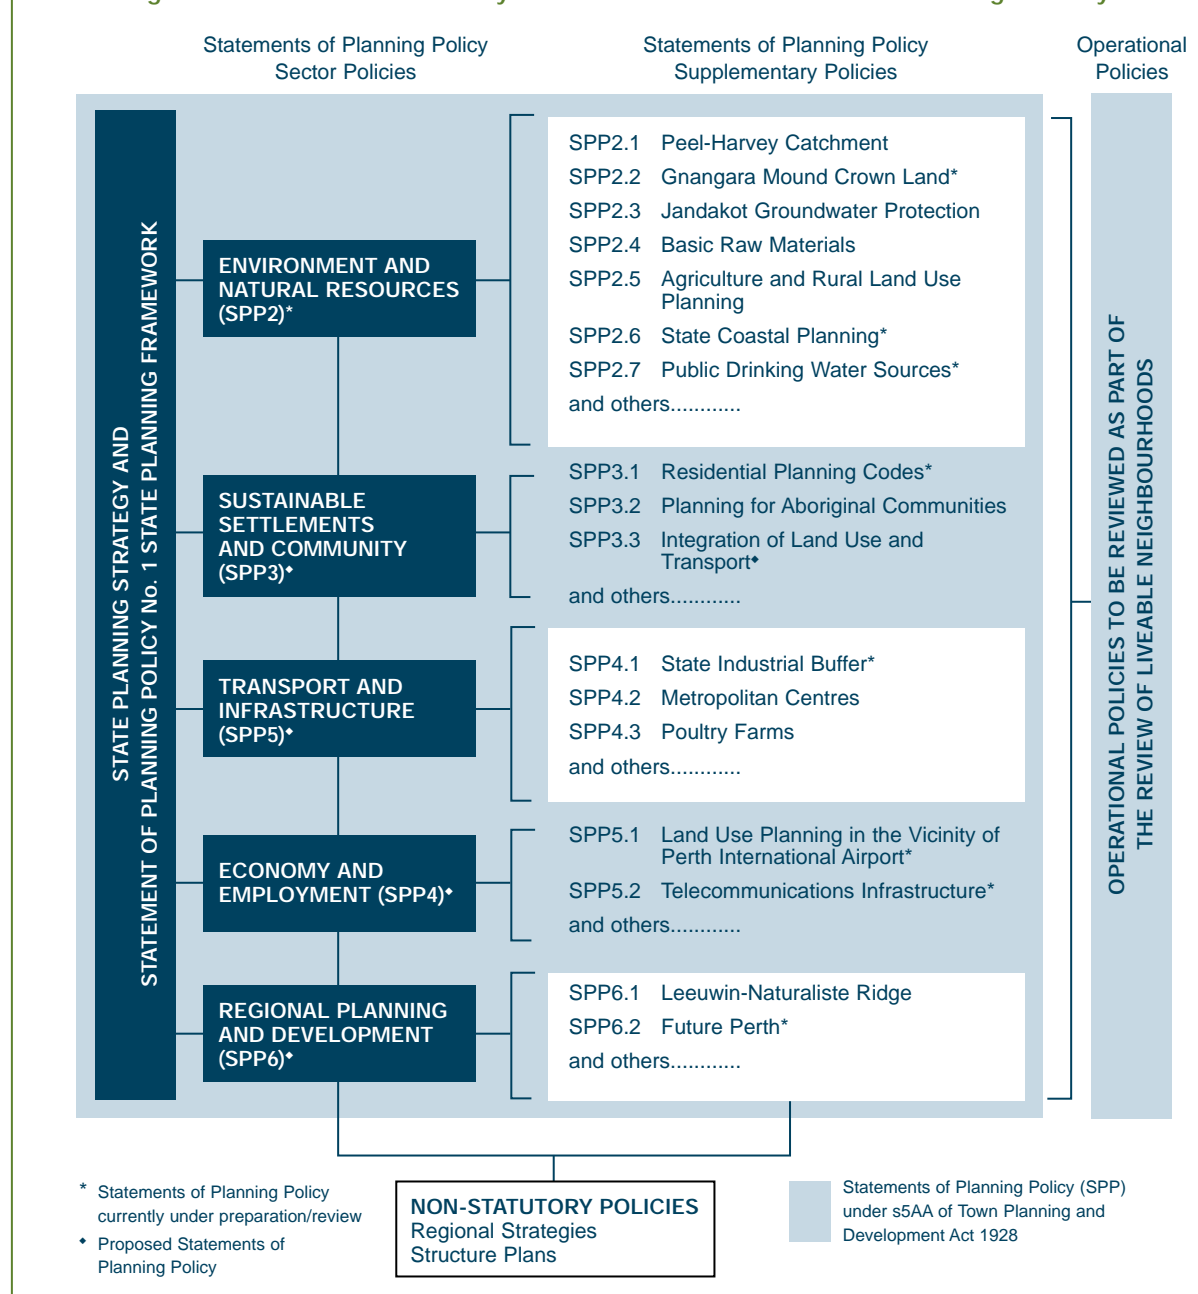 Statements of Planning Policy
Sector Policies
Statements of Planning Policy
Supplementary Policies
Operational
Policies
STATE PLANNING STRATEGY AND
STATEMENT OF PLANNING POLICY No. 1 STATE PLANNING FRAMEWORK
ENVIRONMENT AND
NATURAL RESOURCES
(SPP2)*
SPP2.1 Peel-Harvey Catchment
SPP2.2 Gnangara Mound Crown Land*
SPP2.3 Jandakot Groundwater Protection
SPP2.4 Basic Raw Materials
SPP2.5 Agriculture and Rural Land Use
Planning
SPP2.6 State Coastal Planning*
SPP2.7 Public Drinking Water Sources*
and others............
SUSTAINABLE
SETTLEMENTS
AND COMMUNITY
(SPP3)◆
SPP3.1 Residential Planning Codes*
SPP3.2 Planning for Aboriginal Communities
SPP3.3 Integration of Land Use and
Transport◆
and others............
TRANSPORT AND
INFRASTRUCTURE
(SPP5)◆
SPP4.1 State Industrial Buffer*
SPP4.2 Metropolitan Centres
SPP4.3 Poultry Farms
and others............
ECONOMY AND
EMPLOYMENT (SPP4)◆
SPP5.1 Land Use Planning in the Vicinity of
Perth International Airport*
SPP5.2 Telecommunications Infrastructure*
and others............
REGIONAL PLANNING
AND DEVELOPMENT
(SPP6)◆
SPP6.1 Leeuwin-Naturaliste Ridge
SPP6.2 Future Perth*
and others............
OPERATIONAL POLICIES TO BE REVIEWED AS PART OF
THE REVIEW OF LIVEABLE NEIGHBOURHOODS
* Statements of Planning Policy
currently under preparation/review
◆ Proposed Statements of
Planning Policy
NON-STATUTORY POLICIES
Regional Strategies
Structure Plans
Statements of Planning Policy (SPP)
under s5AA of Town Planning and
Development Act 1928